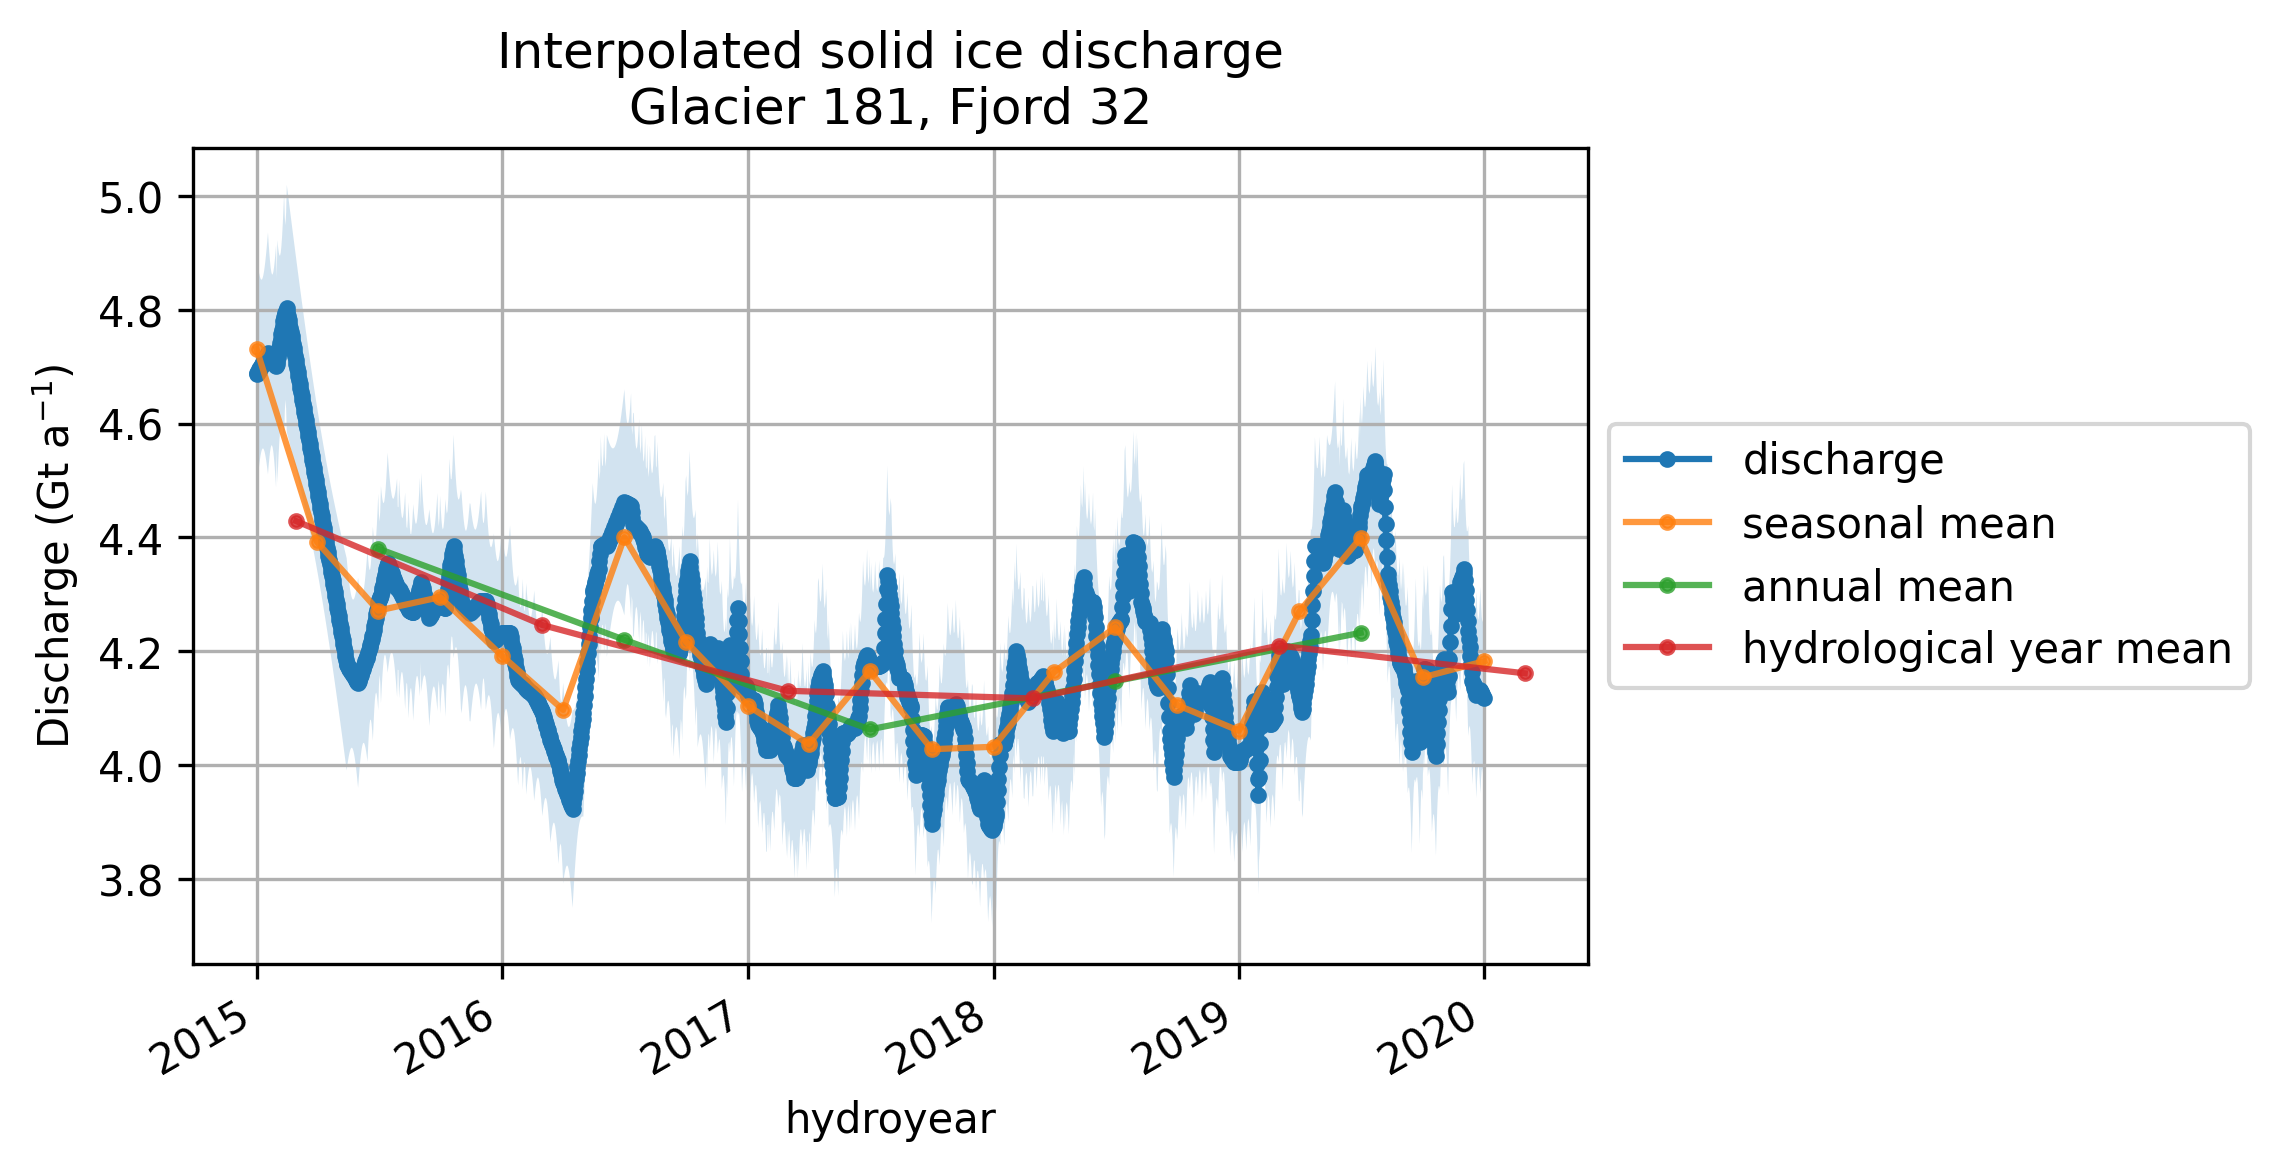 Interpolated solid ice discharge
Glacier 181, Fjord 32
Discharge (Gt a⁻¹)
5.0
4.8
4.6
4.4
4.2
4.0
3.8
2015
2016
2017
2018
2019
2020
hydroyear
discharge
seasonal mean
annual mean
hydrological year mean